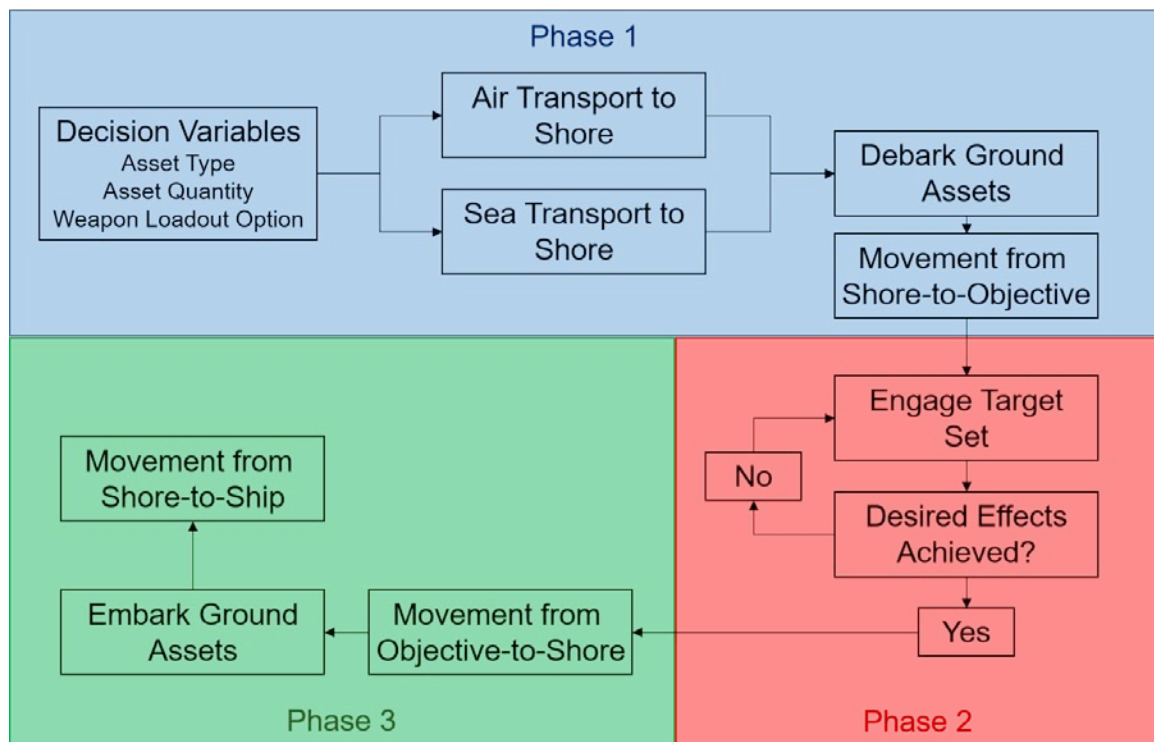 Phase 1
Decision Variables
Asset Type
Asset Quantity
Weapon Loadout Option
Air Transport to
Shore
Sea Transport to
Shore
Debark Ground
Assets
Movement from
Shore-to-Objective
Engage Target
Set
No
Desired Effects
Achieved?
Yes
Phase 2
Movement from
Objective-to-Shore
Embark Ground
Assets
Movement from
Shore-to-Ship
Phase 3